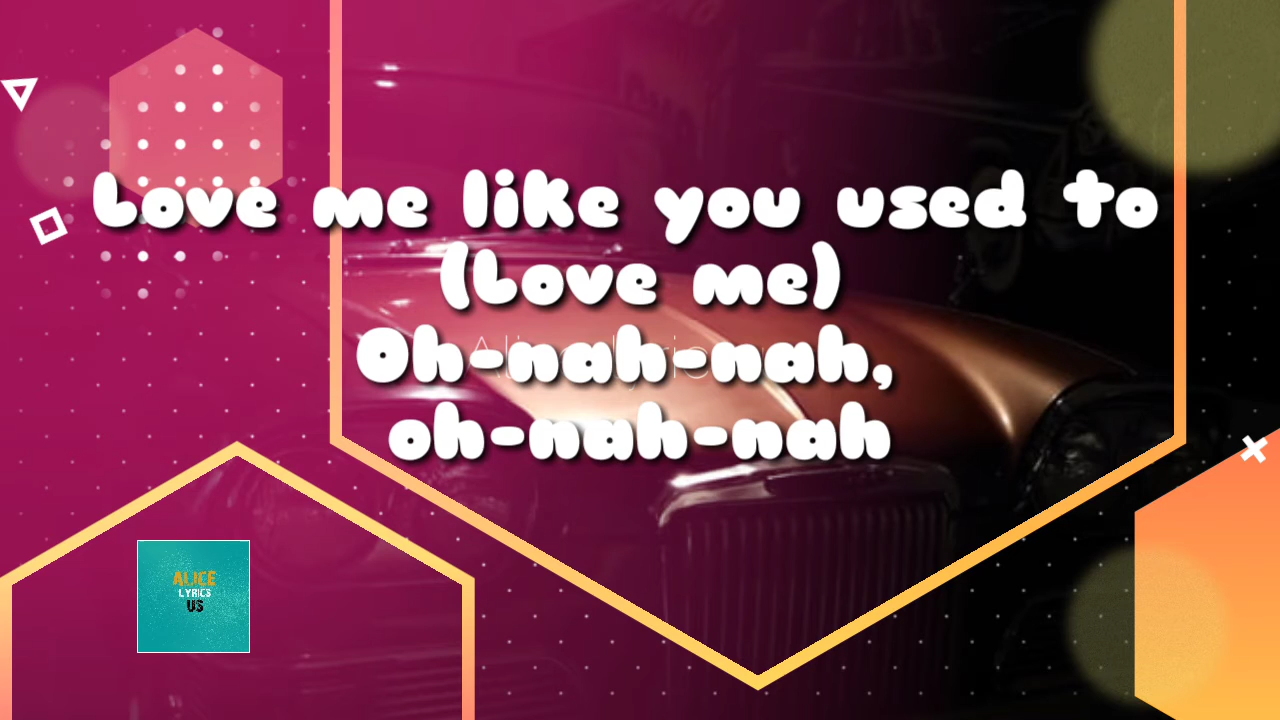 Love me like you used to
(Love me)
Oh-nah-nah,
oh-nah-nah
ALICE
LYRICS
US